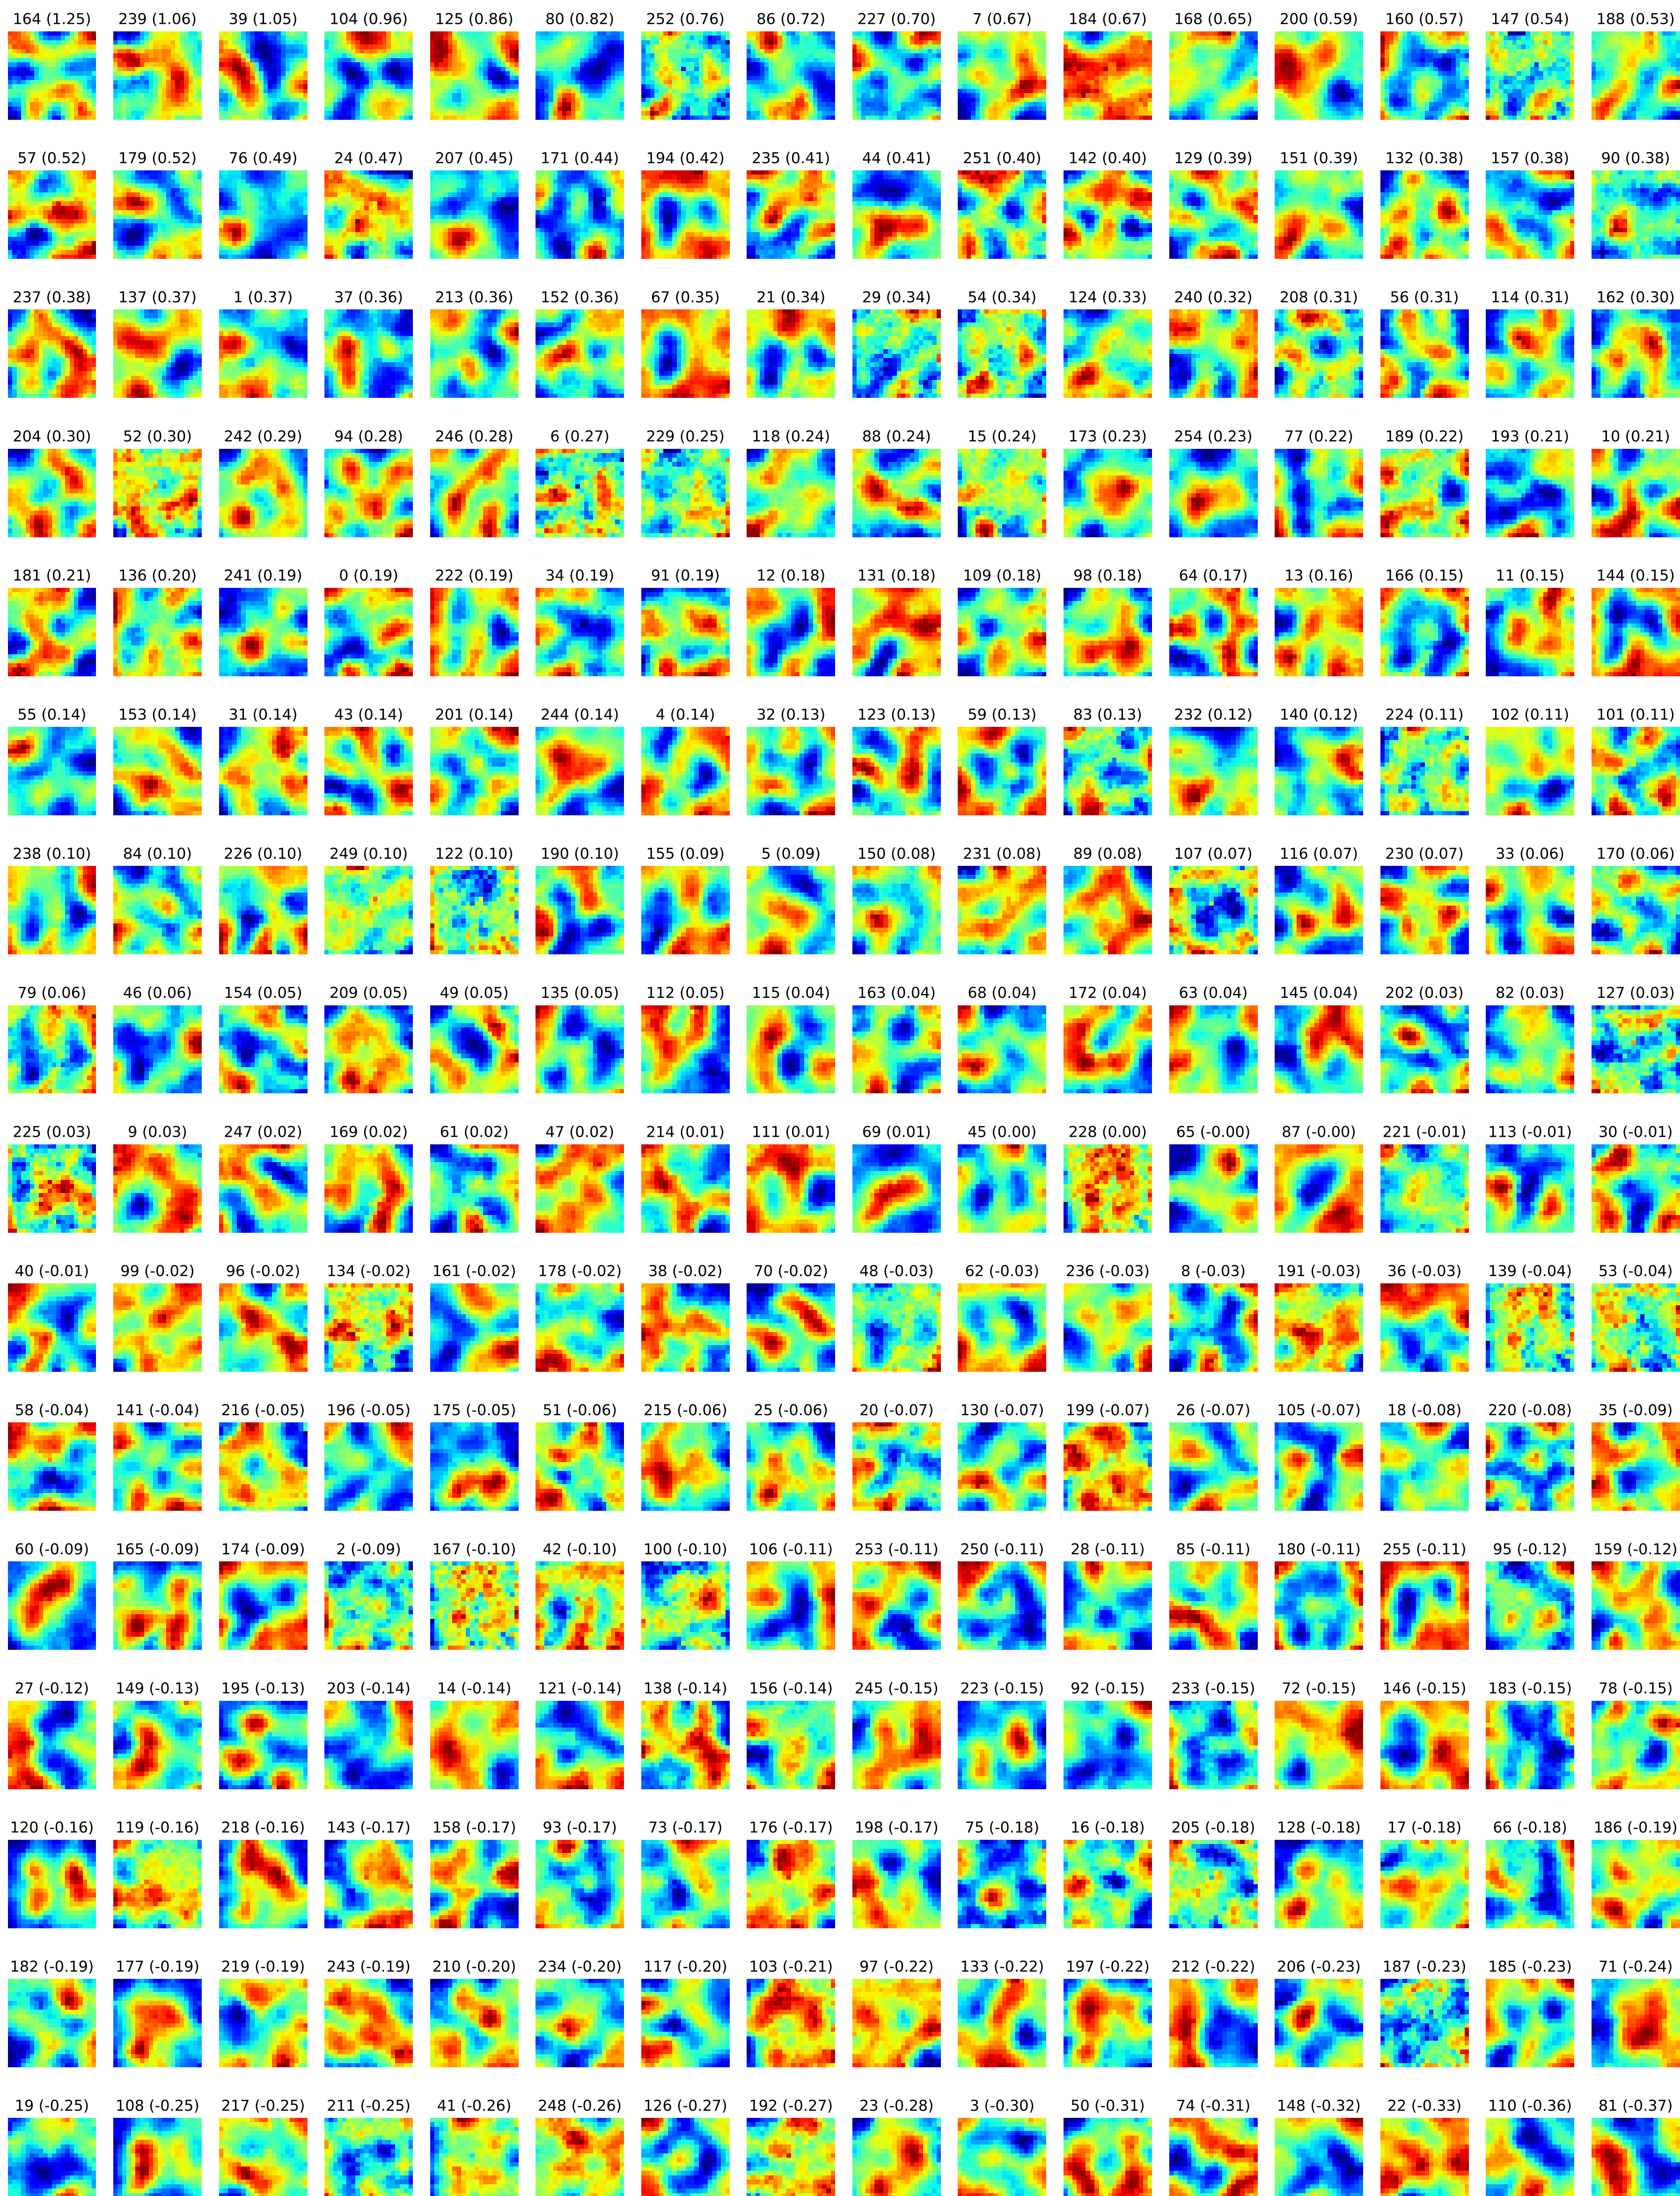 164 (1.25) 239 (1.06) 39 (1.05) 104 (0.96) 125 (0.86) 80 (0.82) 252 (0.76) 86 (0.72) 227 (0.70) 7 (0.67) 184 (0.67) 168 (0.65) 200 (0.59) 160 (0.57) 147 (0.54) 188 (0.53)
57 (0.52) 179 (0.52) 76 (0.49) 24 (0.47) 207 (0.45) 171 (0.44) 194 (0.42) 235 (0.41) 44 (0.41) 251 (0.40) 142 (0.40) 129 (0.39) 151 (0.39) 132 (0.38) 157 (0.38) 90 (0.38)
237 (0.38) 137 (0.37) 1 (0.37) 37 (0.36) 213 (0.36) 152 (0.36) 67 (0.35) 21 (0.34) 29 (0.34) 54 (0.34) 124 (0.33) 240 (0.32) 208 (0.31) 56 (0.31) 114 (0.31) 162 (0.30)
204 (0.30) 52 (0.30) 242 (0.29) 94 (0.28) 246 (0.28) 6 (0.27) 229 (0.25) 118 (0.24) 88 (0.24) 15 (0.24) 173 (0.23) 254 (0.23) 77 (0.22) 189 (0.22) 193 (0.21) 10 (0.21)
181 (0.21) 136 (0.20) 241 (0.19) 0 (0.19) 222 (0.19) 34 (0.19) 91 (0.19) 12 (0.18) 131 (0.18) 109 (0.18) 98 (0.18) 64 (0.17) 13 (0.16) 166 (0.15) 11 (0.15) 144 (0.15)
55 (0.14) 153 (0.14) 31 (0.14) 43 (0.14) 201 (0.14) 244 (0.14) 4 (0.14) 32 (0.13) 123 (0.13) 59 (0.13) 83 (0.13) 232 (0.12) 140 (0.12) 224 (0.11) 102 (0.11) 101 (0.11)
238 (0.10) 84 (0.10) 226 (0.10) 249 (0.10) 122 (0.10) 190 (0.10) 155 (0.09) 5 (0.09) 150 (0.08) 231 (0.08) 89 (0.08) 107 (0.07) 116 (0.07) 230 (0.07) 33 (0.06) 170 (0.06)
79 (0.06) 46 (0.06) 154 (0.05) 209 (0.05) 49 (0.05) 135 (0.05) 112 (0.05) 115 (0.04) 163 (0.04) 68 (0.04) 172 (0.04) 63 (0.04) 145 (0.04) 202 (0.03) 82 (0.03) 127 (0.03)
225 (0.03) 9 (0.03) 247 (0.02) 169 (0.02) 61 (0.02) 47 (0.02) 214 (0.01) 111 (0.01) 69 (0.01) 45 (0.00) 228 (0.00) 65 (-0.00) 87 (-0.00) 221 (-0.01) 113 (-0.01) 30 (-0.01)
40 (-0.01) 99 (-0.02) 96 (-0.02) 134 (-0.02) 161 (-0.02) 178 (-0.02) 38 (-0.02) 70 (-0.02) 48 (-0.03) 62 (-0.03) 236 (-0.03) 8 (-0.03) 191 (-0.03) 36 (-0.03) 139 (-0.04) 53 (-0.04)
58 (-0.04) 141 (-0.04) 216 (-0.05) 196 (-0.05) 175 (-0.05) 51 (-0.06) 215 (-0.06) 25 (-0.06) 20 (-0.07) 130 (-0.07) 199 (-0.07) 26 (-0.07) 105 (-0.07) 18 (-0.08) 220 (-0.08) 35 (-0.09)
60 (-0.09) 165 (-0.09) 174 (-0.09) 2 (-0.09) 167 (-0.10) 42 (-0.10) 100 (-0.10) 106 (-0.11) 253 (-0.11) 250 (-0.11) 28 (-0.11) 85 (-0.11) 180 (-0.11) 255 (-0.11) 95 (-0.12) 159 (-0.12)
27 (-0.12) 149 (-0.13) 195 (-0.13) 203 (-0.14) 14 (-0.14) 121 (-0.14) 138 (-0.14) 156 (-0.14) 245 (-0.15) 223 (-0.15) 92 (-0.15) 233 (-0.15) 72 (-0.15) 146 (-0.15) 183 (-0.15) 78 (-0.15)
120 (-0.16) 119 (-0.16) 218 (-0.16) 143 (-0.17) 158 (-0.17) 93 (-0.17) 73 (-0.17) 176 (-0.17) 198 (-0.17) 75 (-0.18) 16 (-0.18) 205 (-0.18) 128 (-0.18) 17 (-0.18) 66 (-0.18) 186 (-0.19)
182 (-0.19) 177 (-0.19) 219 (-0.19) 243 (-0.19) 210 (-0.20) 234 (-0.20) 117 (-0.20) 103 (-0.21) 97 (-0.22) 133 (-0.22) 197 (-0.22) 212 (-0.22) 206 (-0.23) 187 (-0.23) 185 (-0.23) 71 (-0.24)
19 (-0.25) 108 (-0.25) 217 (-0.25) 211 (-0.25) 41 (-0.26) 248 (-0.26) 126 (-0.27) 192 (-0.27) 23 (-0.28) 3 (-0.30) 50 (-0.31) 74 (-0.31) 148 (-0.32) 22 (-0.33) 110 (-0.36) 81 (-0.37)